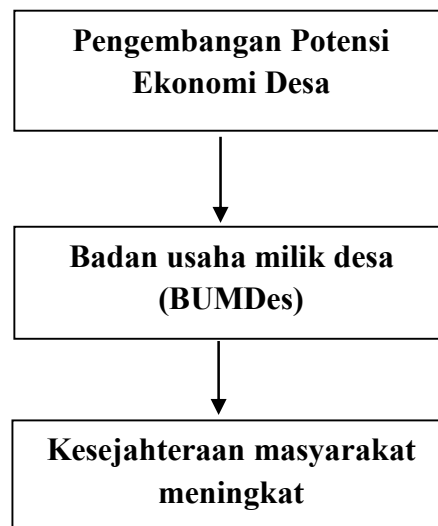 Pengembangan Potensi
Ekonomi Desa
Badan usaha milik desa
(BUMDes)
Kesejahteraan masyarakat
meningkat